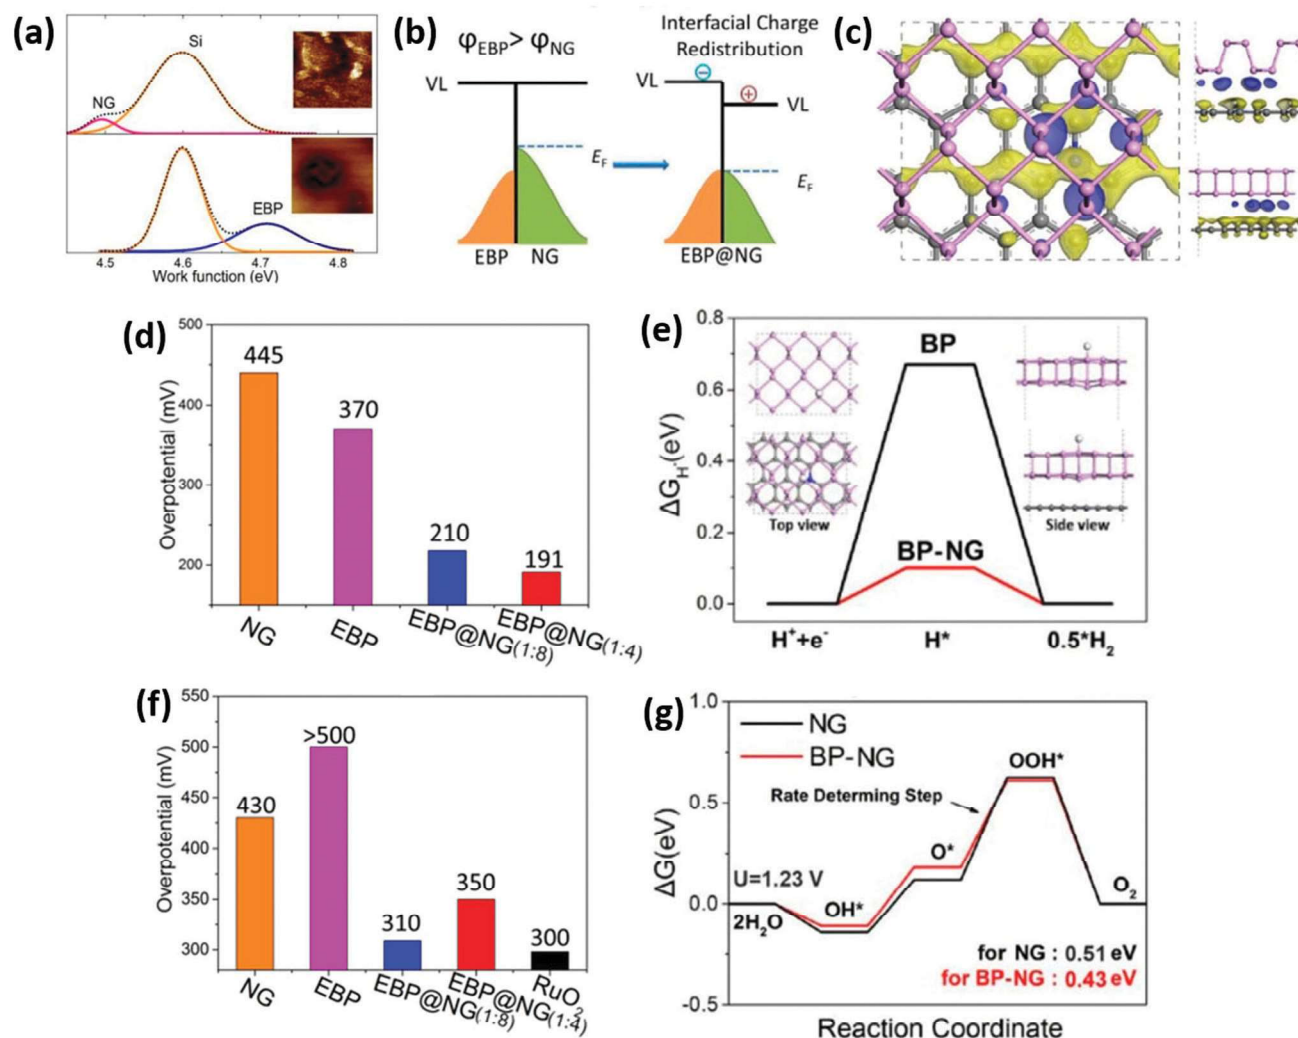 (a)
Si
NG
EBP
4.5 4.6 4.7 4.8
Work function (eV)
(b)
φEBP> φNG
VL
EF
EBP NG
Interfacial Charge
Redistribution
−
+
VL
EF
EBP@NG
(c)
(d)
Overpotential (mV)
500
400
300
200
445
370
210
191
NG
EBP
EBP@NG(1:8)
EBP@NG(1:4)
(e)
ΔGH*(eV)
0.8
0.6
0.4
0.2
0.0
BP
BP-NG
Top view
Side view
H⁺+e⁻
H*
0.5*H₂
(f)
Overpotential (mV)
550
500
450
400
350
300
430
>500
310
350
300
NG
EBP
EBP@NG(1:8)
EBP@NG(1:4)
RuO₂
(g)
ΔG(eV)
1.0
0.5
0.0
-0.5
NG
BP-NG
OOH*
Rate Determing Step
O*
U=1.23 V
OH*
2H₂O
O₂
for NG : 0.51 eV
for BP-NG : 0.43 eV
Reaction Coordinate